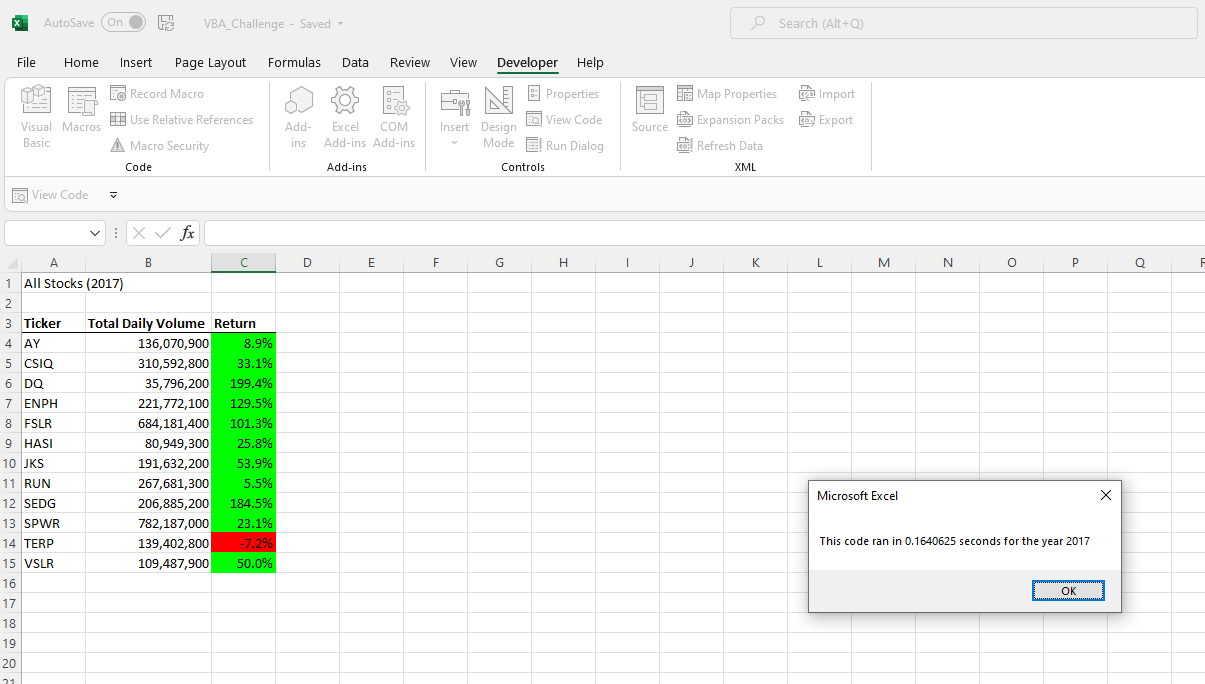 AutoSave On VBA_Challenge - Saved Search (Alt+Q)
File Home Insert Page Layout Formulas Data Review View Developer Help
Visual Basic
Macros
Record Macro
Use Relative References
Macro Security
Code
Add-ins
Excel Add-ins
COM Add-ins
Add-ins
Insert
Design Mode
Properties
View Code
Run Dialog
Controls
Source
Map Properties
Expansion Packs
Refresh Data
Import
Export
XML
View Code
fx
A B C D E F G H I J K L M N O P Q R
1 All Stocks (2017)
2
3 Ticker Total Daily Volume Return
4 AY 136,070,900 8.9%
5 CSIQ 310,592,800 33.1%
6 DQ 35,796,200 199.4%
7 ENPH 221,772,100 129.5%
8 FSLR 684,181,400 101.3%
9 HASI 80,949,300 25.8%
10 JKS 191,632,200 53.9%
11 RUN 267,681,300 5.5%
12 SEDG 206,885,200 184.5%
13 SPWR 782,187,000 23.1%
14 TERP 139,402,800 -7.2%
15 VSLR 109,487,900 50.0%
16
17
18
19
20
21
Microsoft Excel
This code ran in 0.1640625 seconds for the year 2017
OK